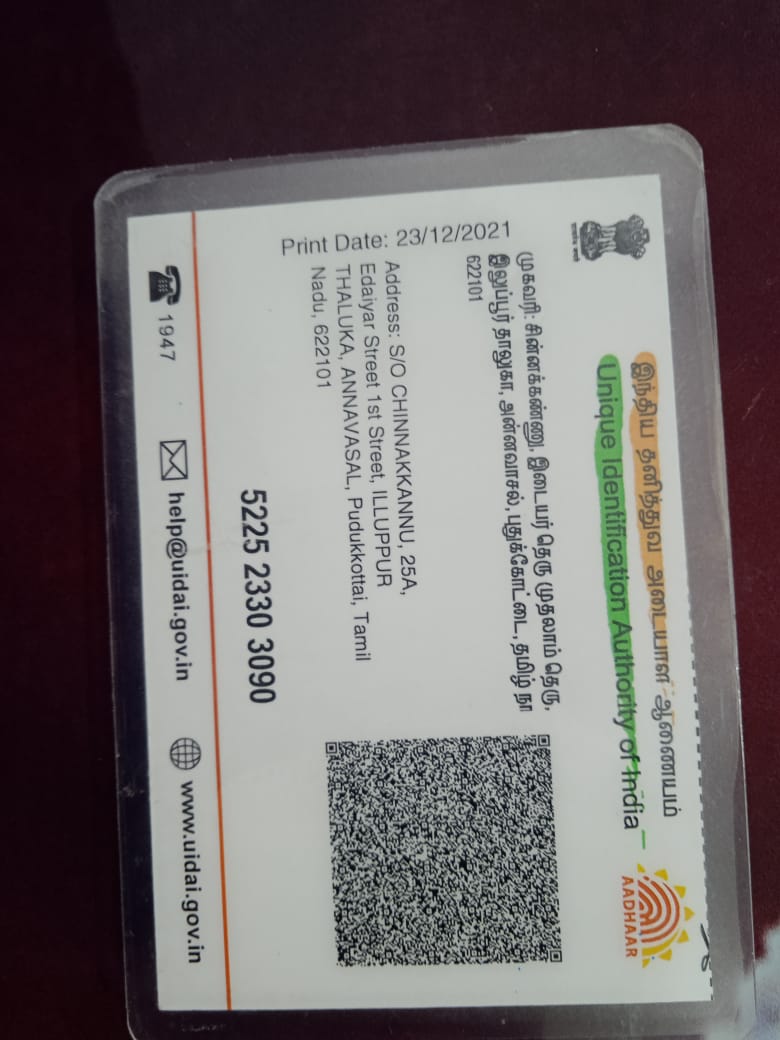 இந்திய தனித்துவ அடையாள ஆணையம்
Unique Identification Authority of India
AADHAAR
Print Date: 23/12/2021
முகவரி: சின்னக்கண்ணு, இடையர் தெரு முதலாம் தெரு,
இலுப்பூர் தாலுகா, அன்னவாசல், புதுக்கோட்டை, தமிழ் நா
622101
Address: S/O CHINNAKKANNU, 25A,
Edaiyar Street 1st Street, ILLUPPUR
THALUKA, ANNAVASAL, Pudukkottai, Tamil
Nadu, 622101
5225 2330 3090
1947
help@uidai.gov.in
www.uidai.gov.in